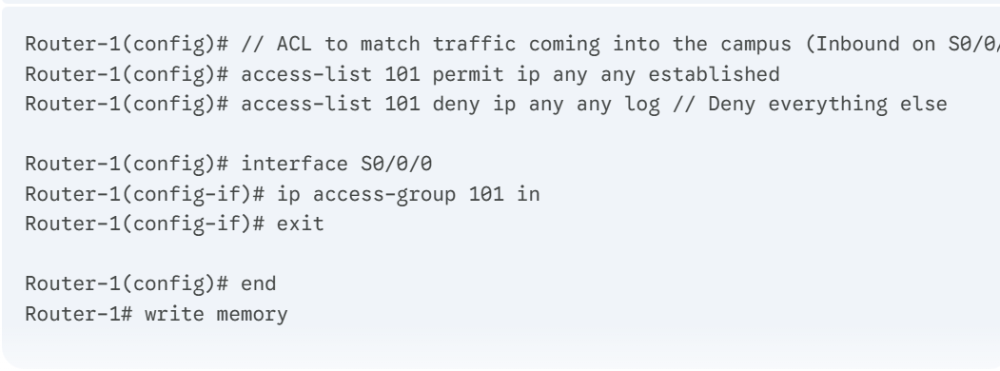 Router-1(config)# // ACL to match traffic coming into the campus (Inbound on S0/0/
Router-1(config)# access-list 101 permit ip any any established
Router-1(config)# access-list 101 deny ip any any log // Deny everything else
Router-1(config)# interface S0/0/0
Router-1(config-if)# ip access-group 101 in
Router-1(config-if)# exit
Router-1(config)# end
Router-1# write memory